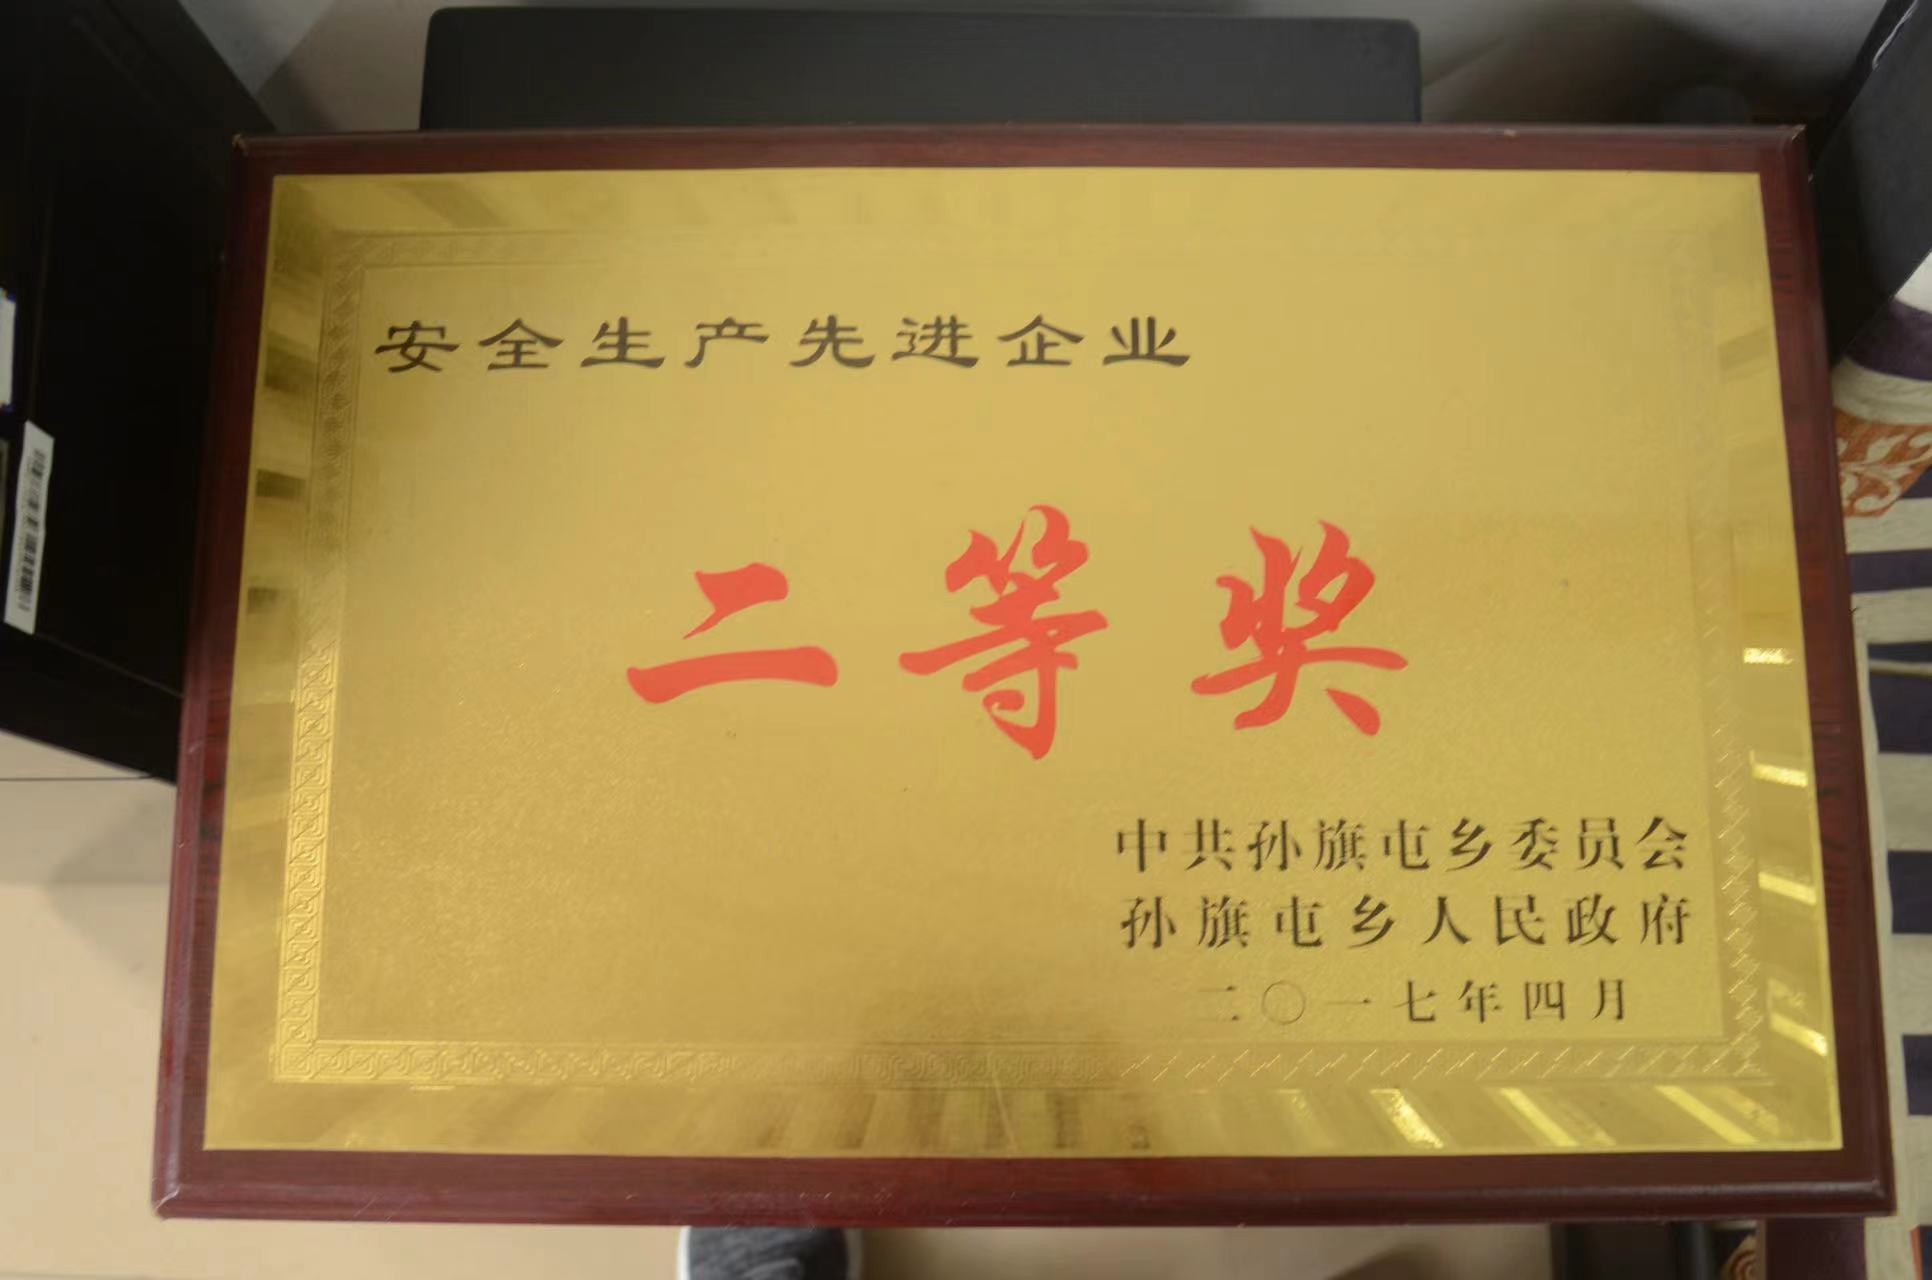 安全生产先进企业
二等奖
中共孙旗屯乡委员会
孙旗屯乡人民政府
二〇一七年四月